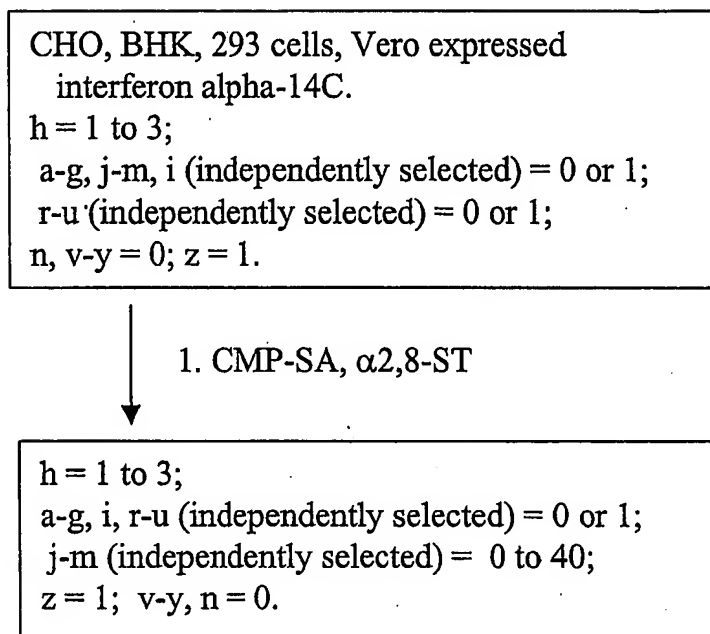 CHO, BHK, 293 cells, Vero expressed
interferon alpha-14C.
h = 1 to 3;
a-g, j-m, i (independently selected) = 0 or 1;
r-u (independently selected) = 0 or 1;
n, v-y = 0; z = 1.
1. CMP-SA, α2,8-ST
h = 1 to 3;
a-g, i, r-u (independently selected) = 0 or 1;
j-m (independently selected) = 0 to 40;
z = 1; v-y, n = 0.